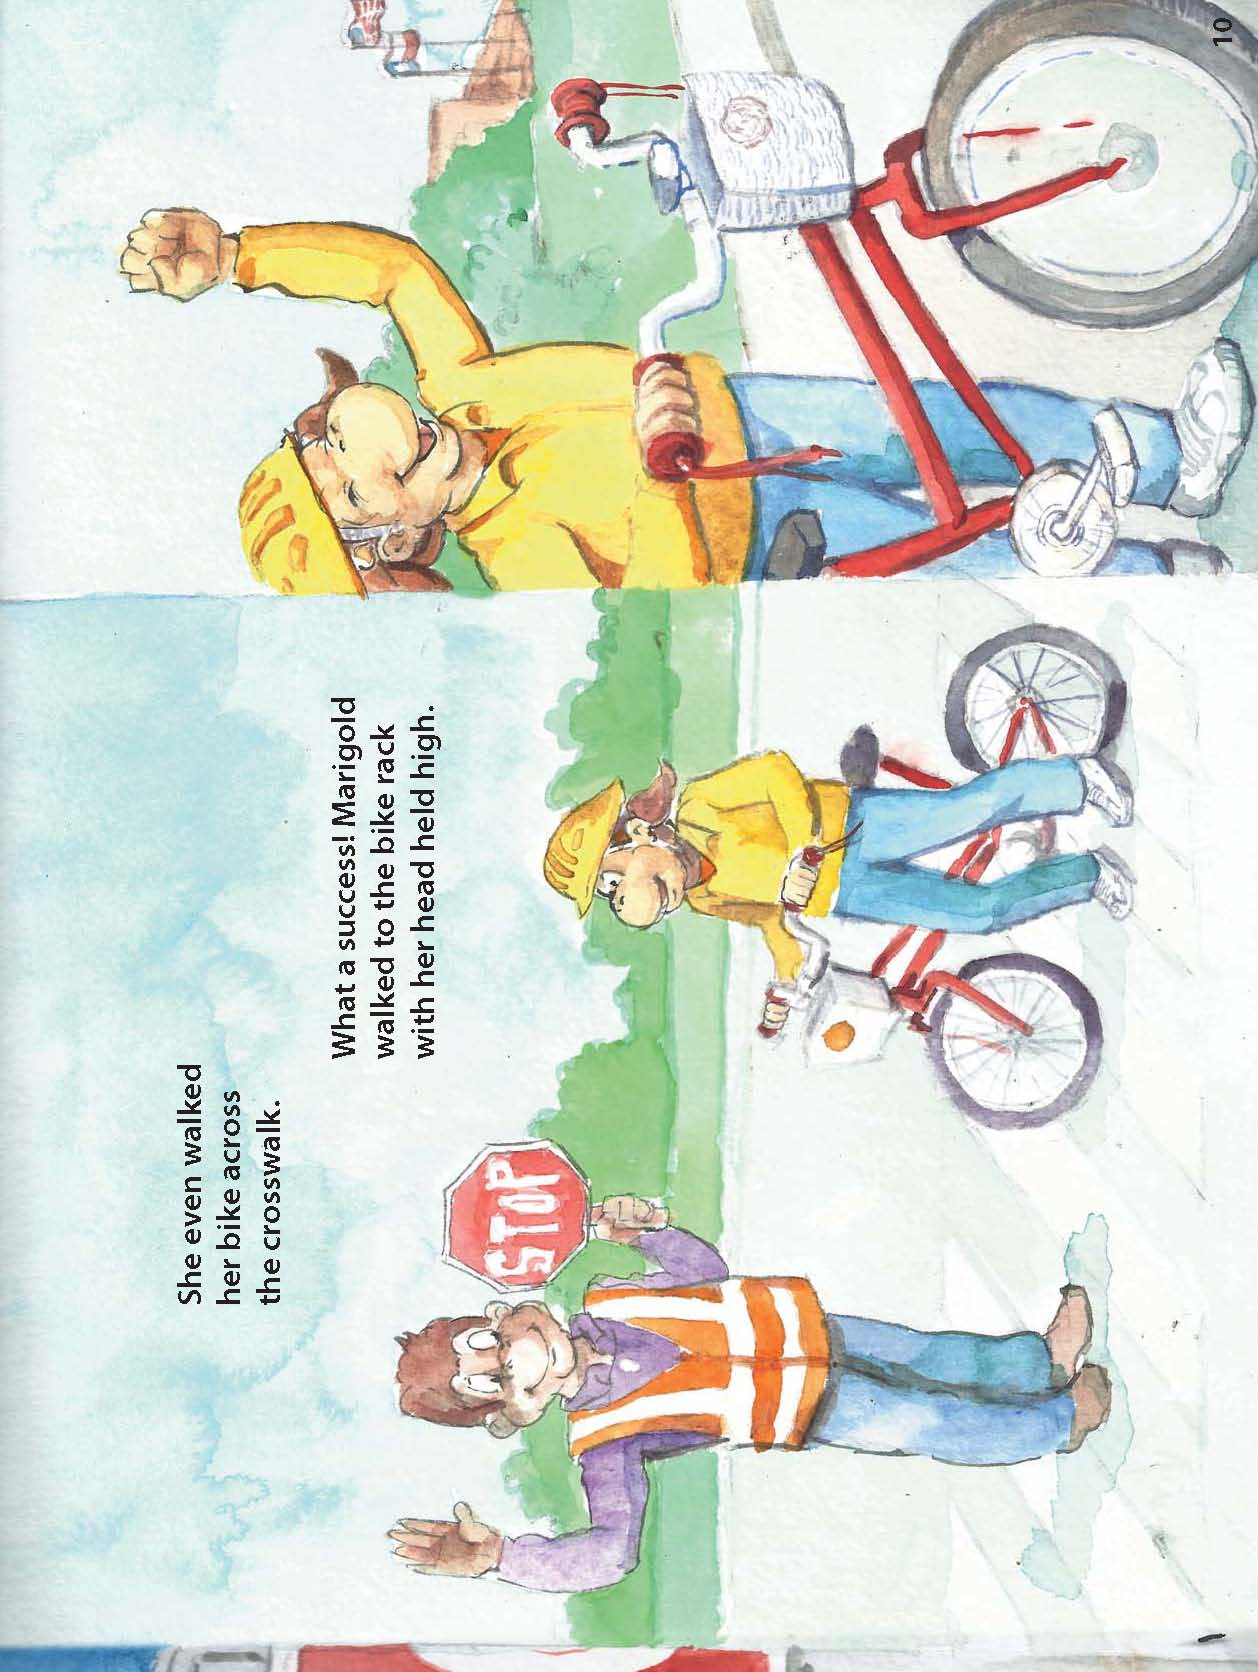 She even walked
her bike across
the crosswalk.
What a success! Marigold
walked to the bike rack
with her head held high.
STOP
10